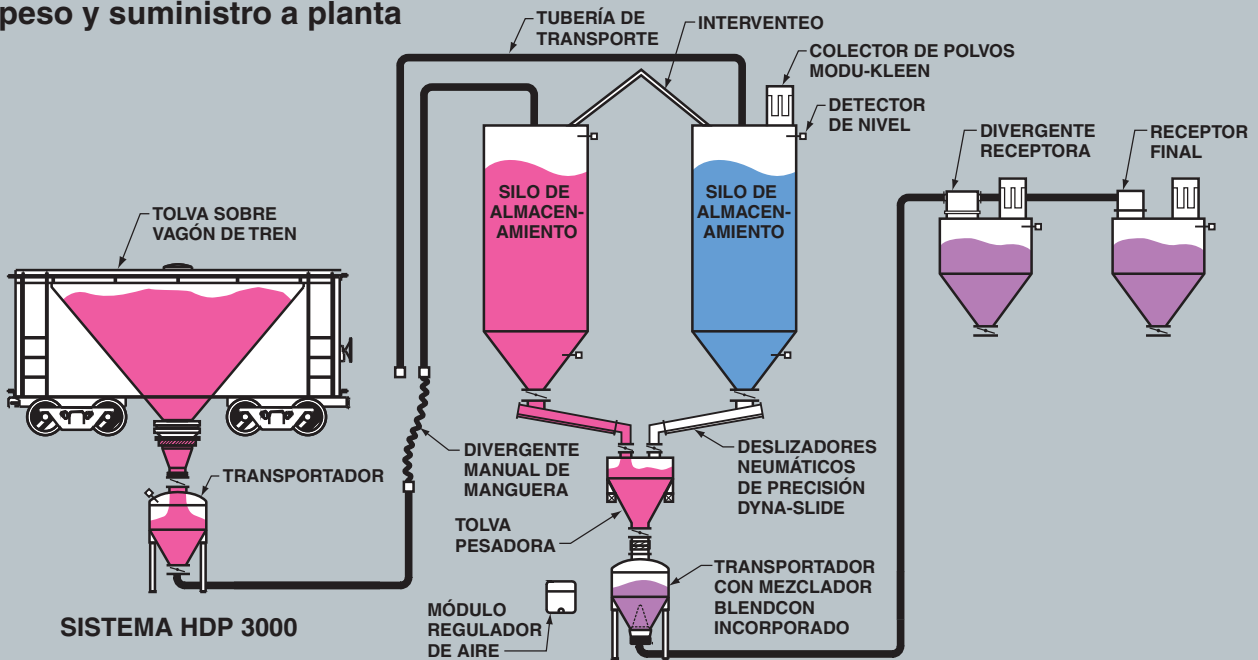 peso y suministro a planta
TUBERÍA DE
TRANSPORTE
INTERVENTEO
COLECTOR DE POLVOS
MODU-KLEEN
DETECTOR
DE NIVEL
DIVERGENTE
RECEPTORA
RECEPTOR
FINAL
TOLVA SOBRE
VAGÓN DE TREN
SILO DE
ALMACEN-
AMIENTO
SILO DE
ALMACEN-
AMIENTO
TRANSPORTADOR
DIVERGENTE
MANUAL DE
MANGUERA
DESLIZADORES
NEUMÁTICOS
DE PRECISIÓN
DYNA-SLIDE
TOLVA
PESADORA
TRANSPORTADOR
CON MEZCLADOR
BLENDCON
INCORPORADO
MÓDULO
REGULADOR
DE AIRE
SISTEMA HDP 3000